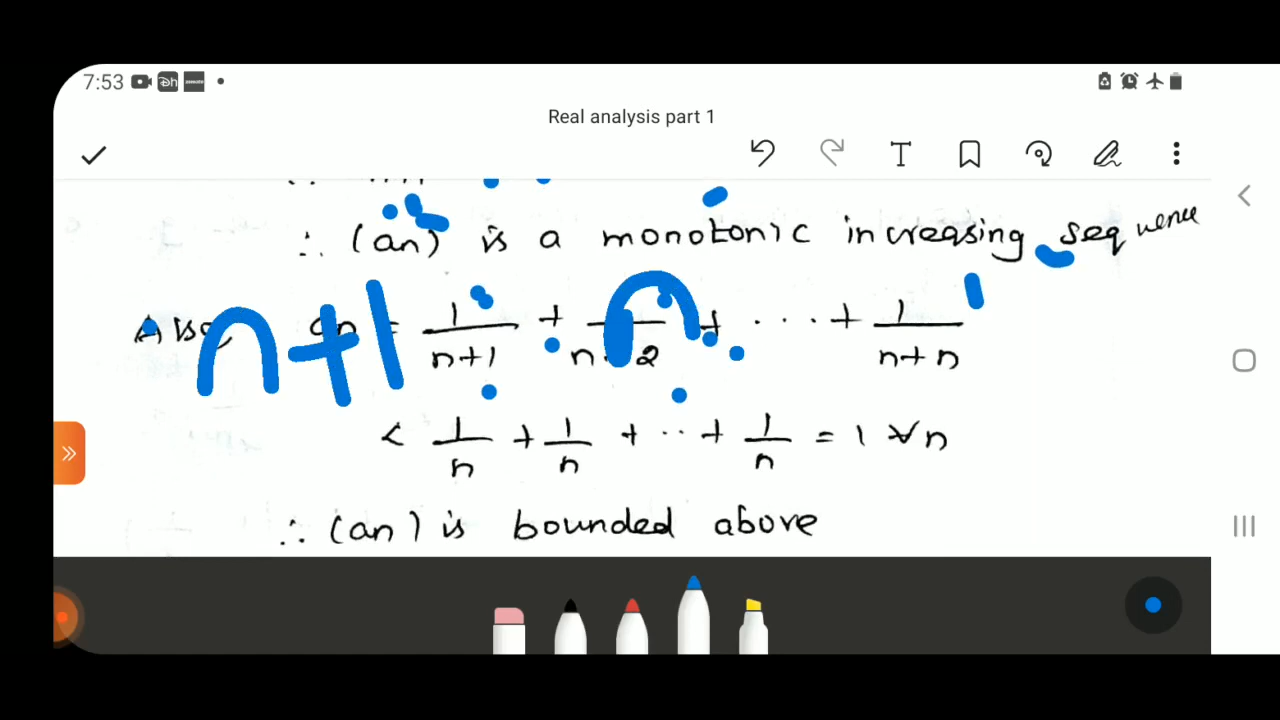 7:53
Real analysis part 1
∴ (an) is a monotonic increasing sequence
Also an = 1/(n+1) + 1/(n+2) + ... + 1/(n+n)
n+1 n
< 1/n + 1/n + .. + 1/n = 1 ∀n
∴ (an) is bounded above